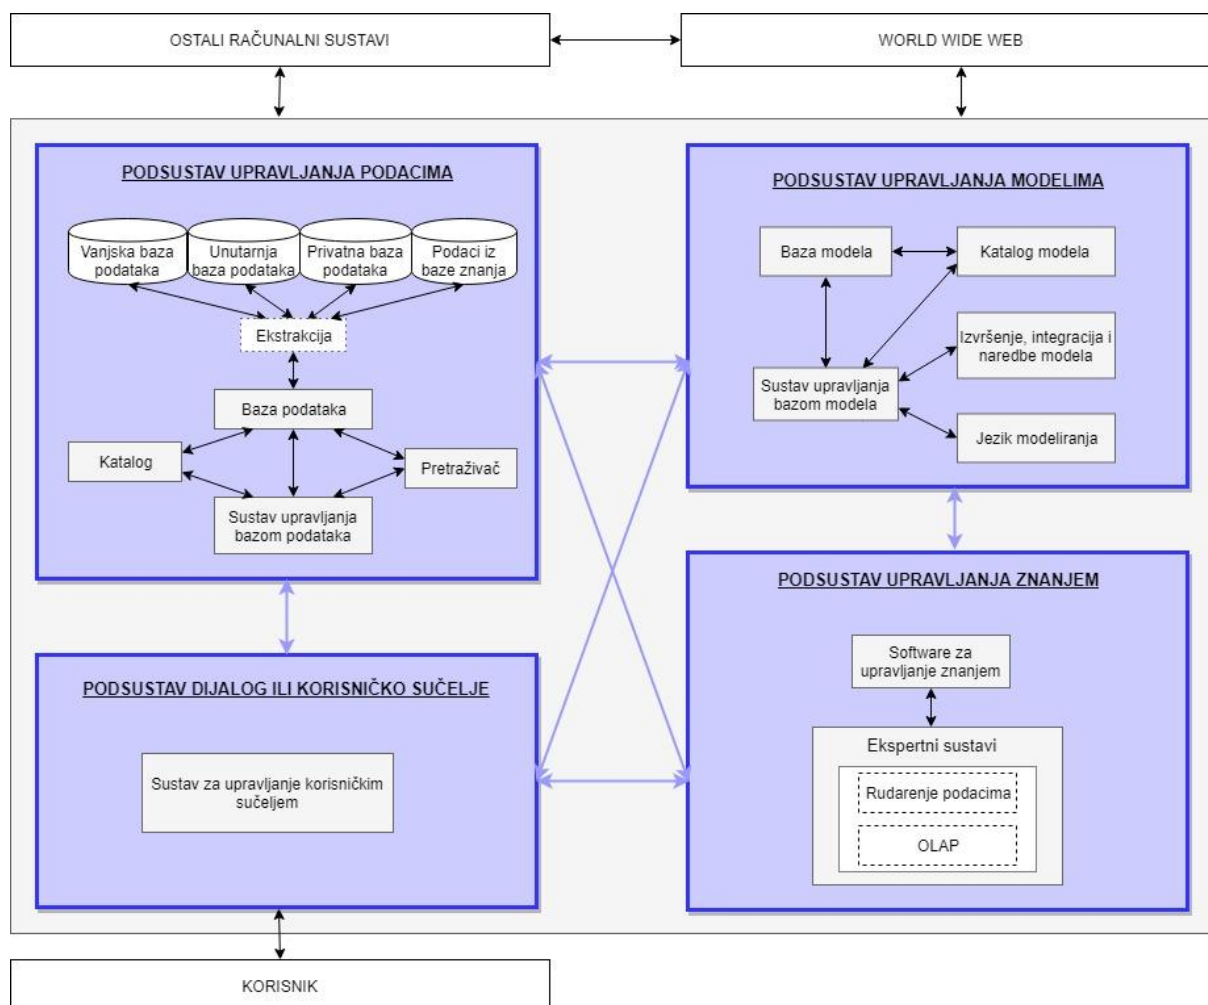 OSTALI RAČUNALNI SUSTAVI
WORLD WIDE WEB
PODSUSTAV UPRAVLJANJA PODACIMA
Vanjska baza
podataka
Unutarnja
baza podataka
Privatna baza
podataka
Podaci iz
baze znanja
Ekstrakcija
Baza podataka
Katalog
Pretraživač
Sustav upravljanja
bazom podataka
PODSUSTAV UPRAVLJANJA MODELIMA
Baza modela
Katalog modela
Izvršenje, integracija i
naredbe modela
Sustav upravljanja
bazom modela
Jezik modeliranja
PODSUSTAV DIJALOG ILI KORISNIČKO SUČELJE
Sustav za upravljanje korisničkim
sučeljem
PODSUSTAV UPRAVLJANJA ZNANJEM
Software za
upravljanje znanjem
Ekspertni sustavi
Rudarenje podacima
OLAP
KORISNIK